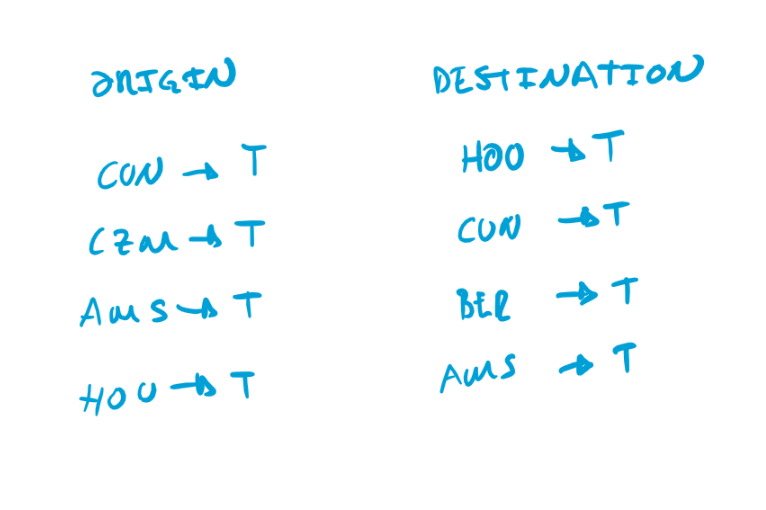 ORIGIN DESTINATION
CUN → T HOU → T
CZM → T CUN → T
AMS → T BER → T
HOU → T AMS → T